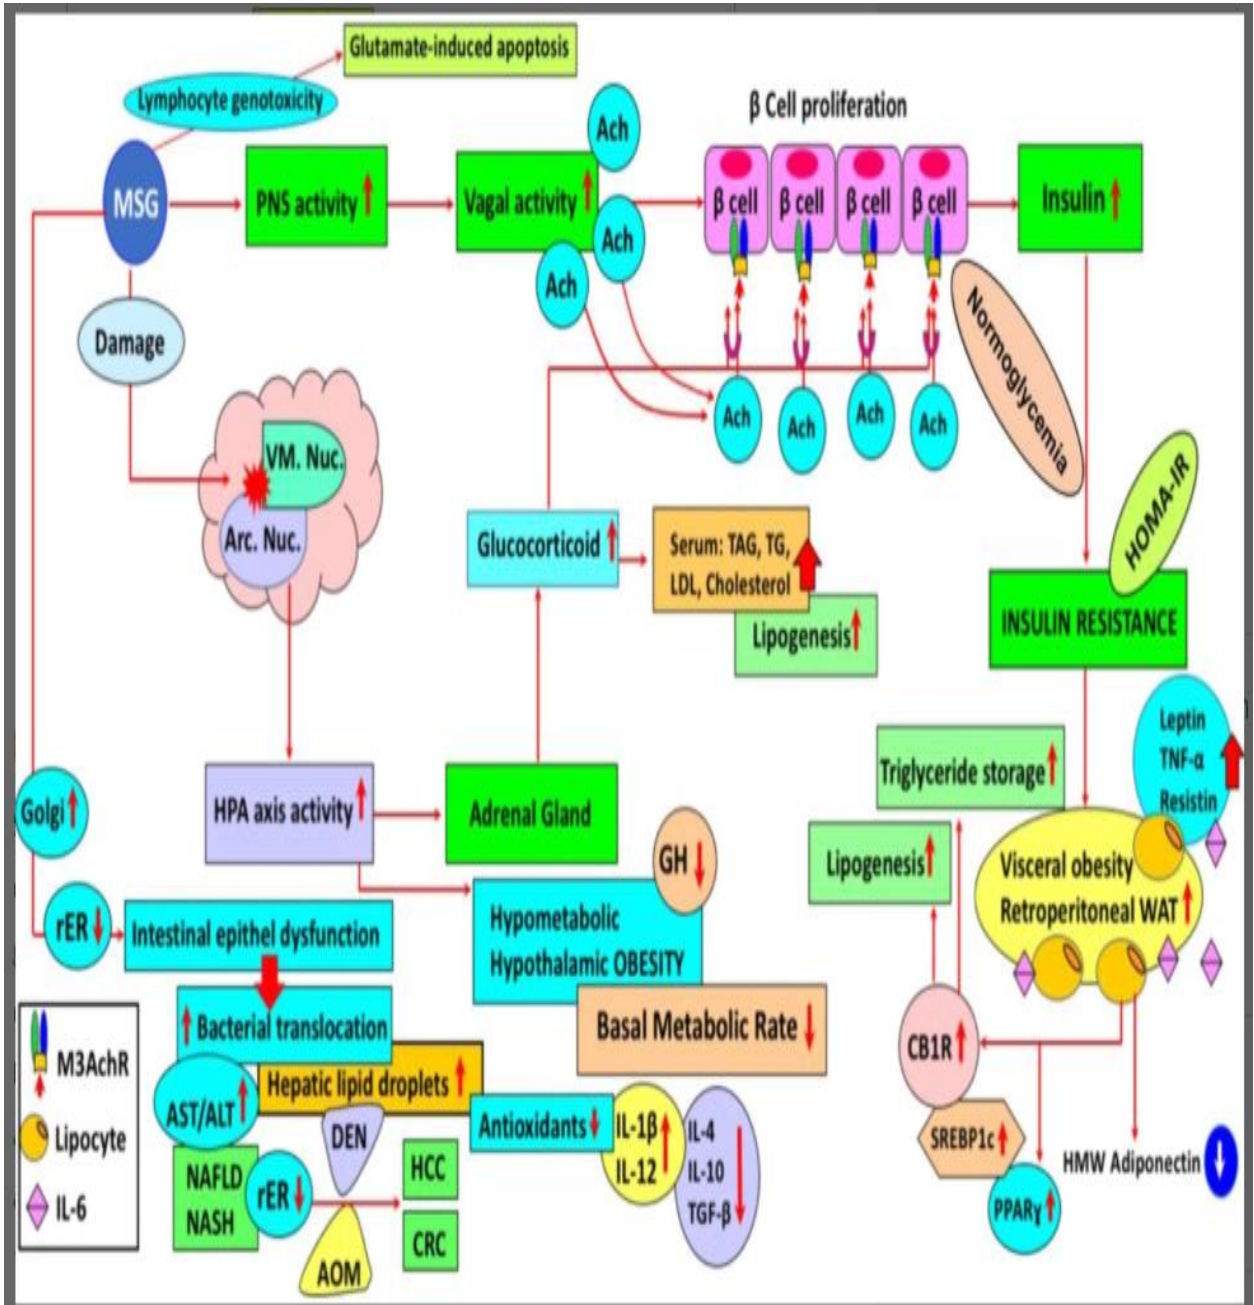 Glutamate-induced apoptosis
Lymphocyte genotoxicity
MSG
PNS activity
Vagal activity
Ach
Ach
Ach
β Cell proliferation
β cell
β cell
β cell
β cell
Insulin
Damage
Normoglycemia
Ach
Ach
Ach
Ach
VM. Nuc.
Arc. Nuc.
HOMA-IR
Glucocorticoid
Serum: TAG, TG,
LDL, Cholesterol
Lipogenesis
INSULIN RESISTANCE
Leptin
TNF-α
Resistin
Triglyceride storage
Golgi
HPA axis activity
Adrenal Gland
GH
Lipogenesis
Visceral obesity
Retroperitoneal WAT
rER
Intestinal epithel dysfunction
Hypometabolic
Hypothalamic OBESITY
Bacterial translocation
Basal Metabolic Rate
CB1R
M3AchR
Lipocyte
IL-6
AST/ALT
Hepatic lipid droplets
DEN
Antioxidants
IL-1β
IL-12
IL-4
IL-10
TGF-β
SREBP1c
HMW Adiponectin
PPARγ
NAFLD
NASH
rER
HCC
CRC
AOM